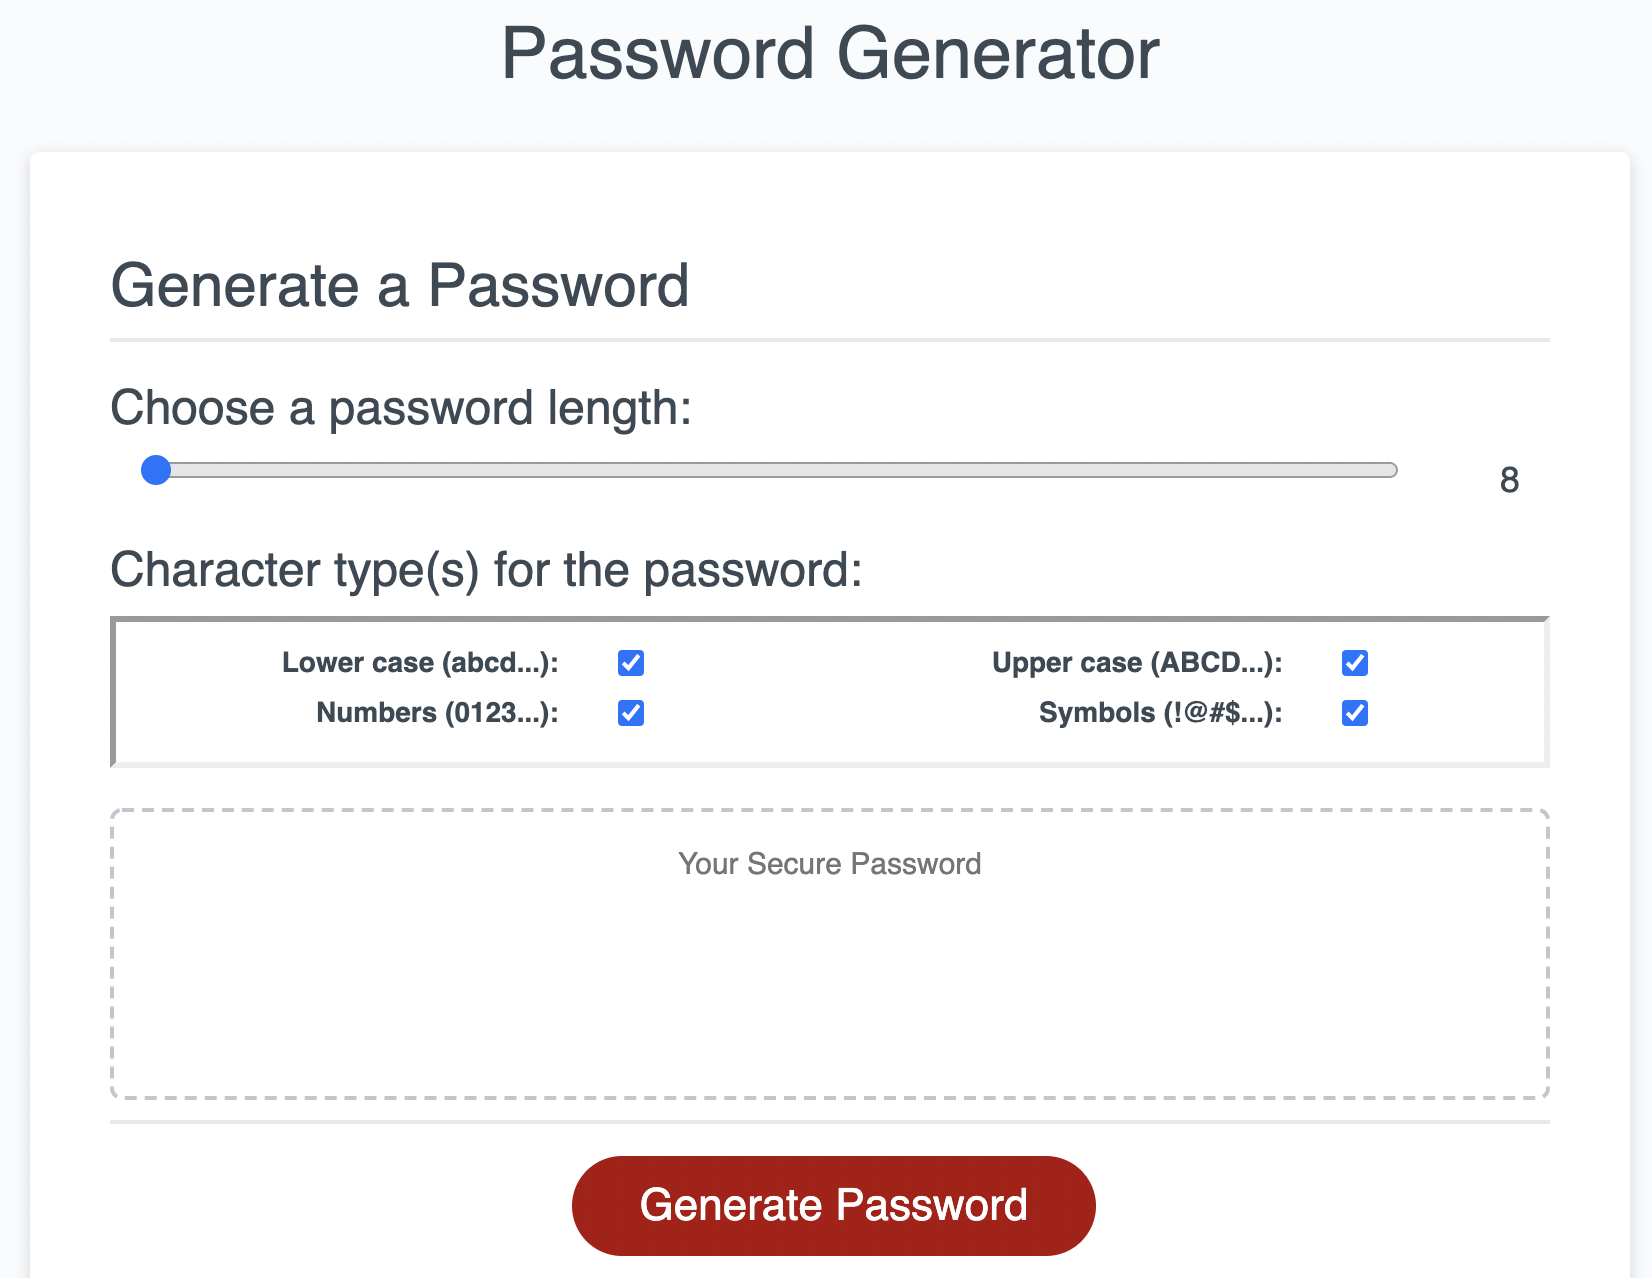 Password Generator
Generate a Password
Choose a password length:
8
Character type(s) for the password:
Lower case (abcd...): Upper case (ABCD...):
Numbers (0123...): Symbols (!@#$...):
Your Secure Password
Generate Password